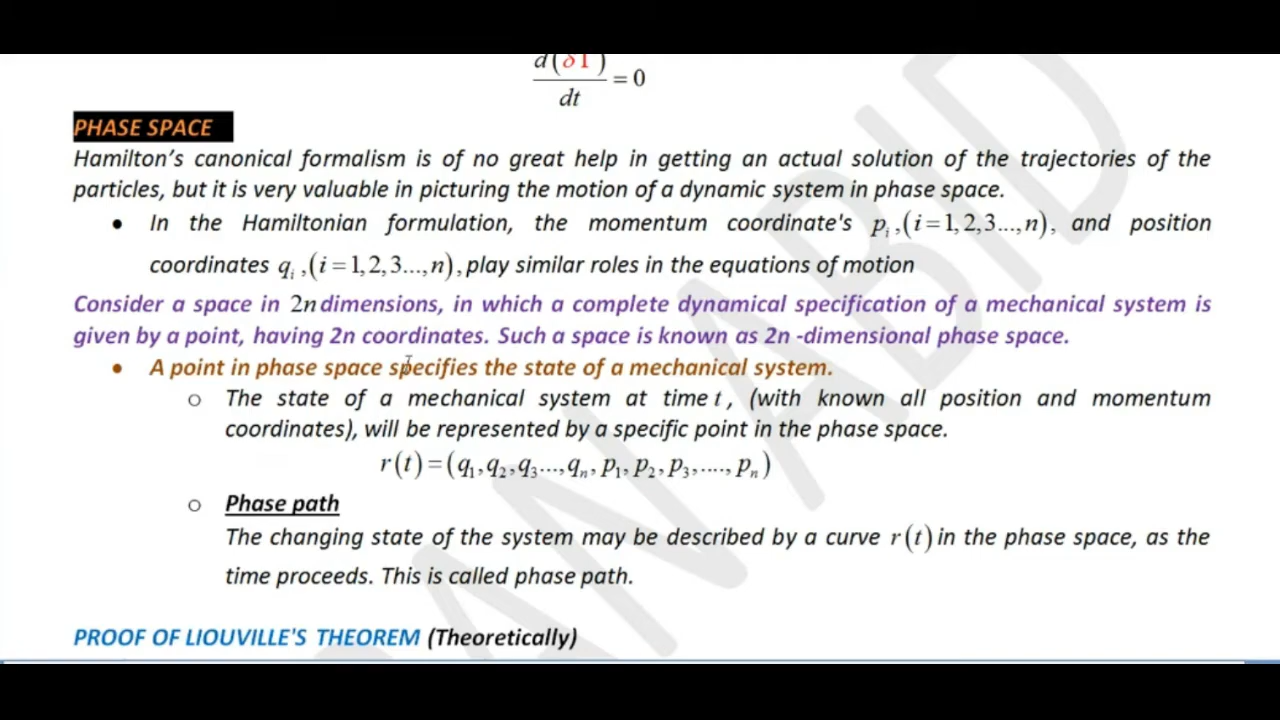 d(δΓ)
dt
= 0
PHASE SPACE
Hamilton's canonical formalism is of no great help in getting an actual solution of the trajectories of the
particles, but it is very valuable in picturing the motion of a dynamic system in phase space.
• In the Hamiltonian formulation, the momentum coordinate's pᵢ ,(i = 1, 2,3...,n), and position
coordinates qᵢ ,(i = 1, 2, 3...,n), play similar roles in the equations of motion
Consider a space in 2n dimensions, in which a complete dynamical specification of a mechanical system is
given by a point, having 2n coordinates. Such a space is known as 2n -dimensional phase space.
• A point in phase space specifies the state of a mechanical system.
o The state of a mechanical system at time t , (with known all position and momentum
coordinates), will be represented by a specific point in the phase space.
r(t) = (q₁,q₂,q₃...,qₙ, p₁, p₂, p₃,...., pₙ)
o Phase path
The changing state of the system may be described by a curve r(t) in the phase space, as the
time proceeds. This is called phase path.
PROOF OF LIOUVILLE'S THEOREM (Theoretically)